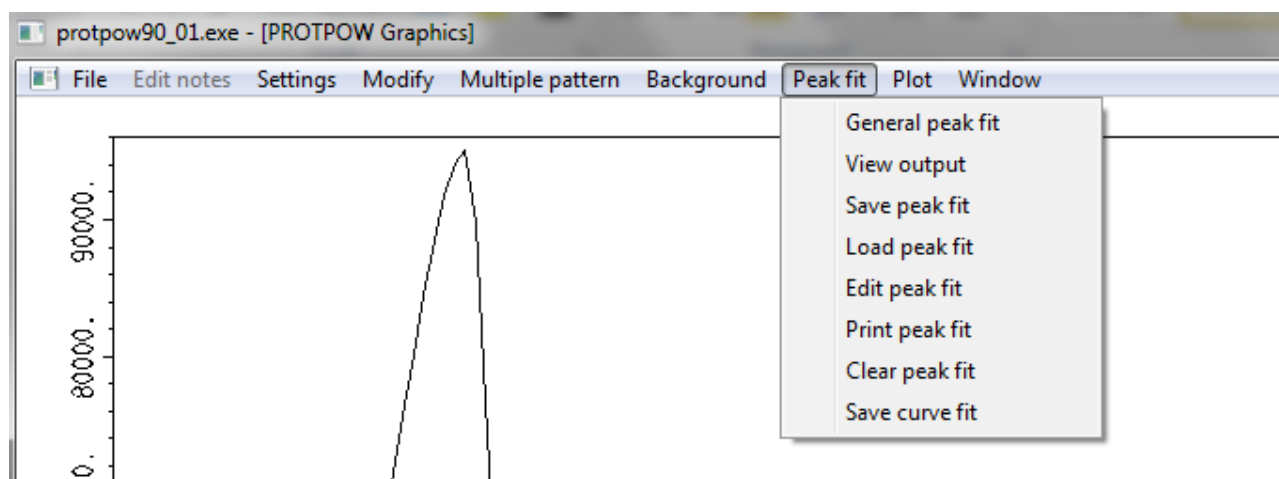 protpow90_01.exe - [PROTPOW Graphics]
File Edit notes Settings Modify Multiple pattern Background Peak fit Plot Window
General peak fit
View output
Save peak fit
Load peak fit
Edit peak fit
Print peak fit
Clear peak fit
Save curve fit
90000.
80000.
0.